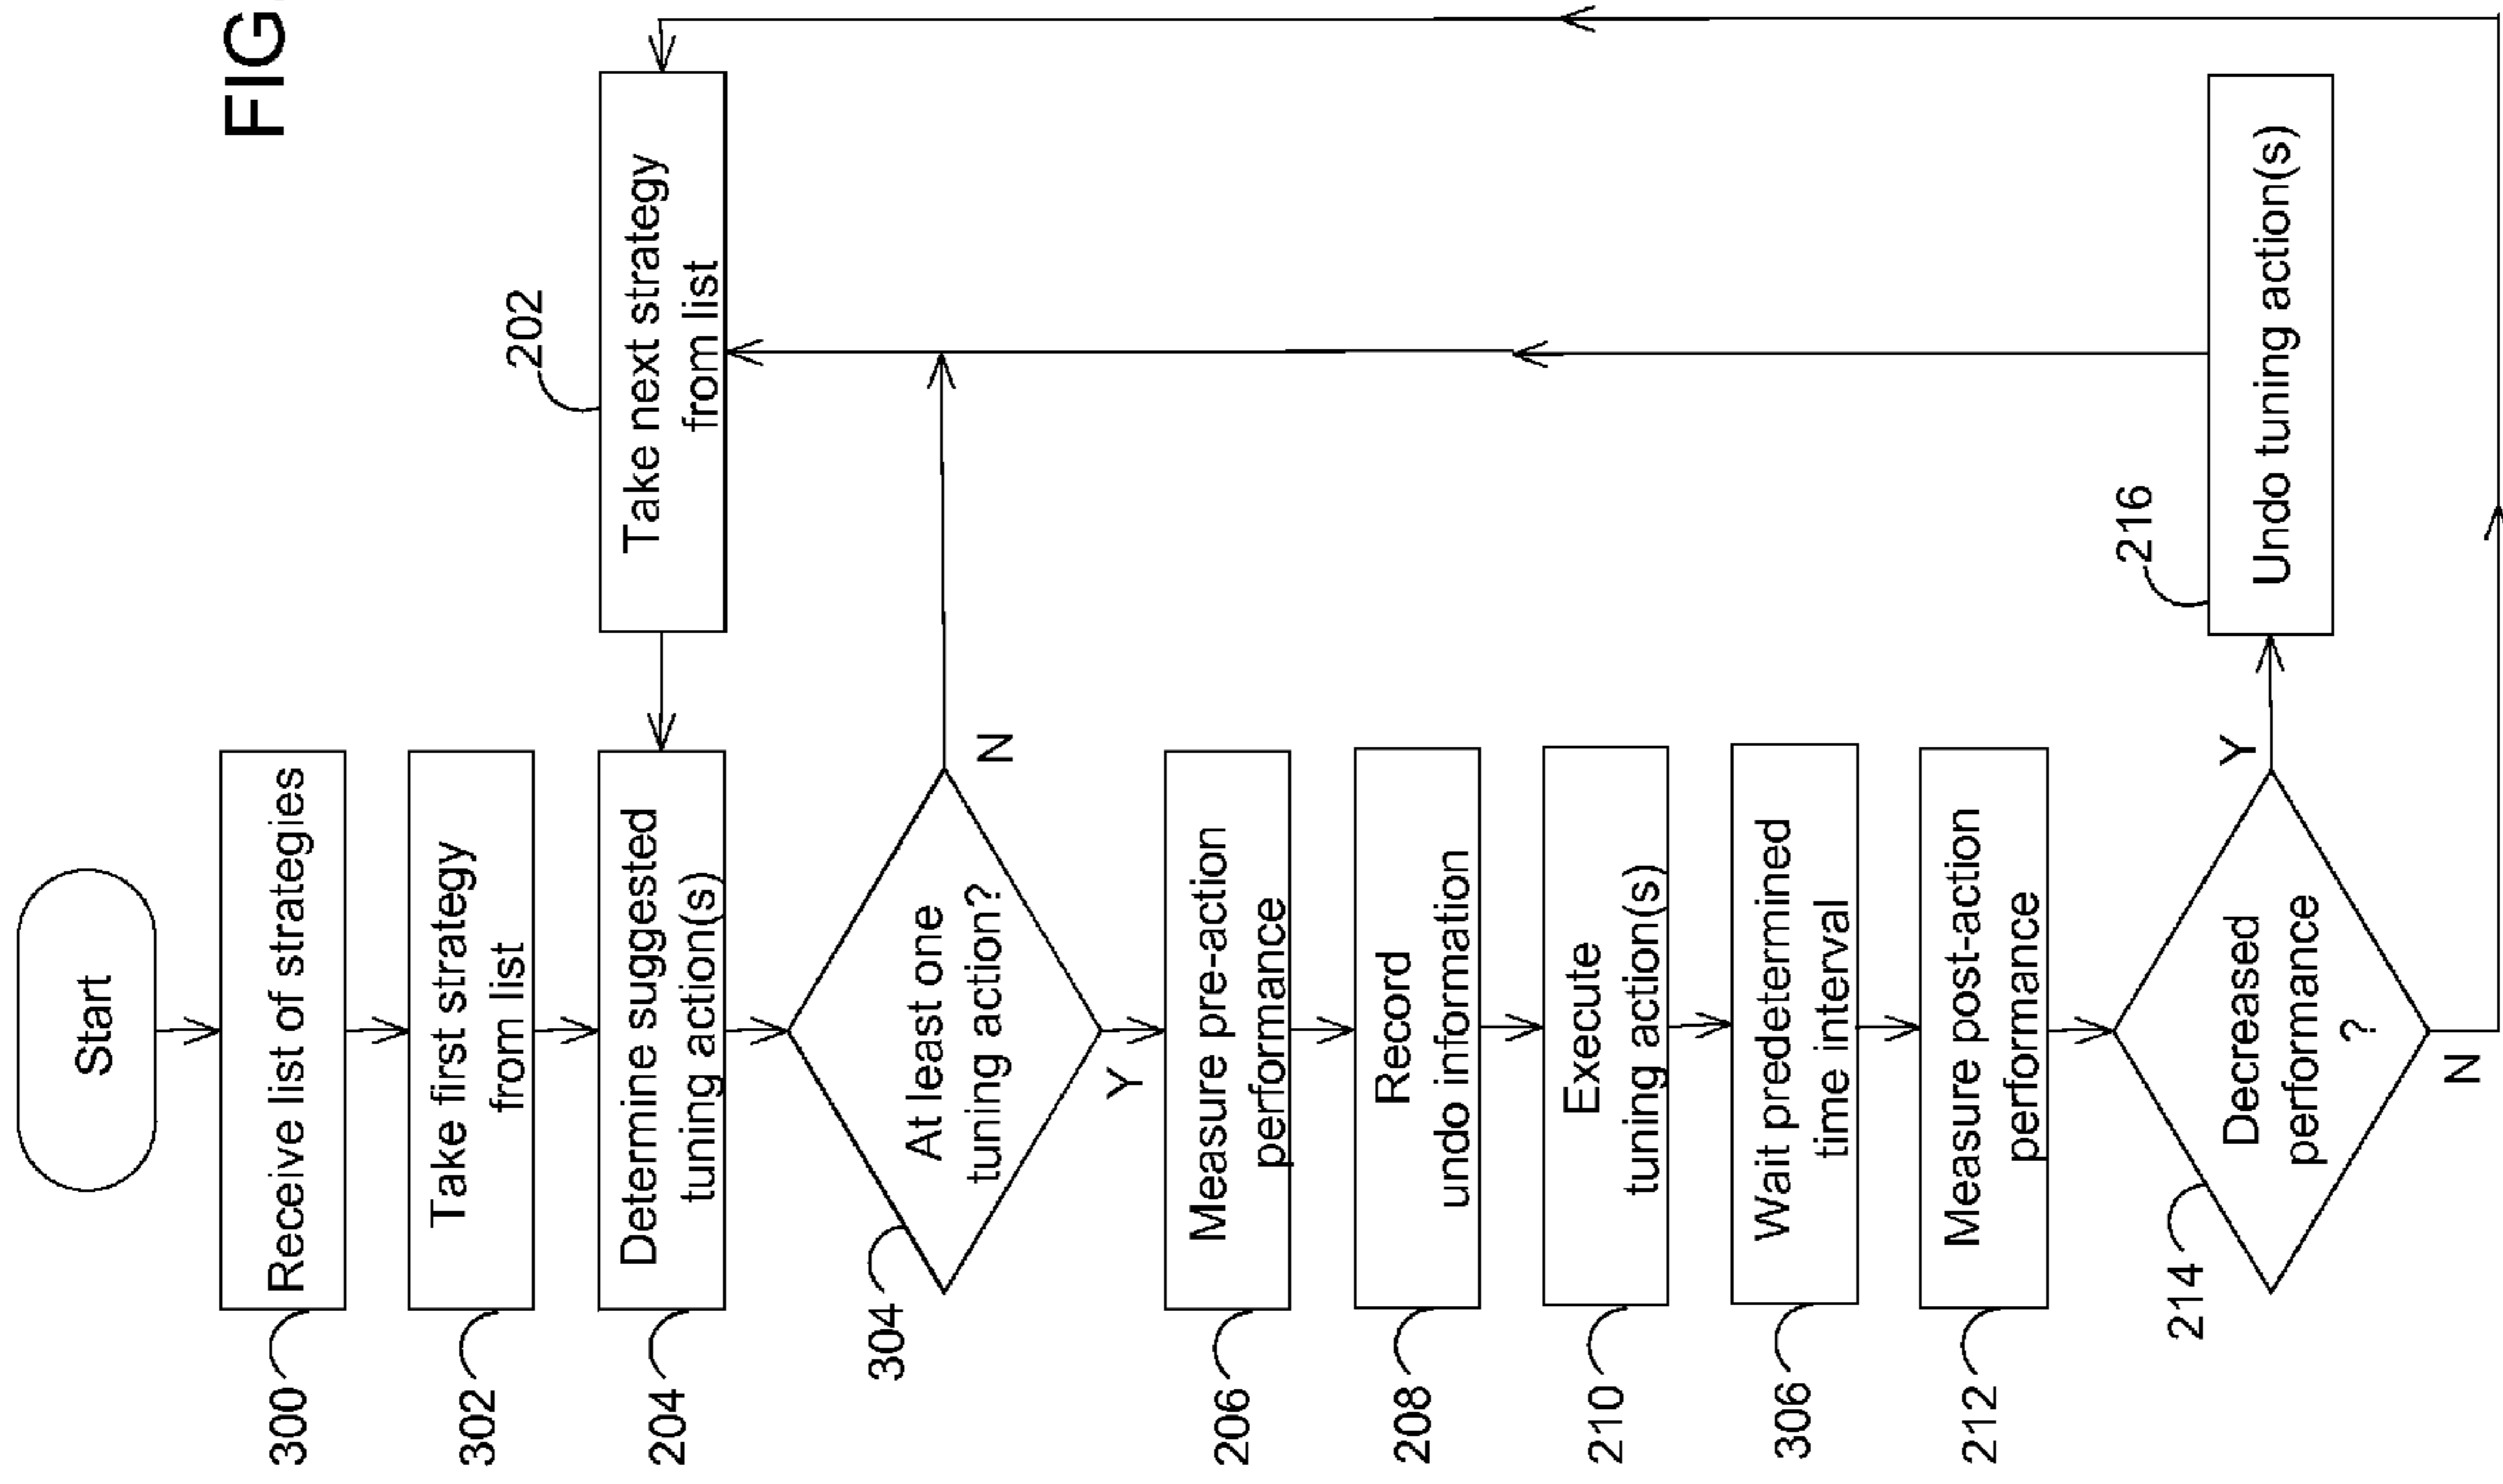 FIG
Start
300
Receive list of strategies
302
Take first strategy
from list
202
Take next strategy
from list
204
Determine suggested
tuning action(s)
304
At least one
tuning action?
N
Y
206
Measure pre-action
performance
208
Record
undo information
210
Execute
tuning action(s)
306
Wait predetermined
time interval
212
Measure post-action
performance
214
Decreased
performance
?
Y
N
216
Undo tuning action(s)